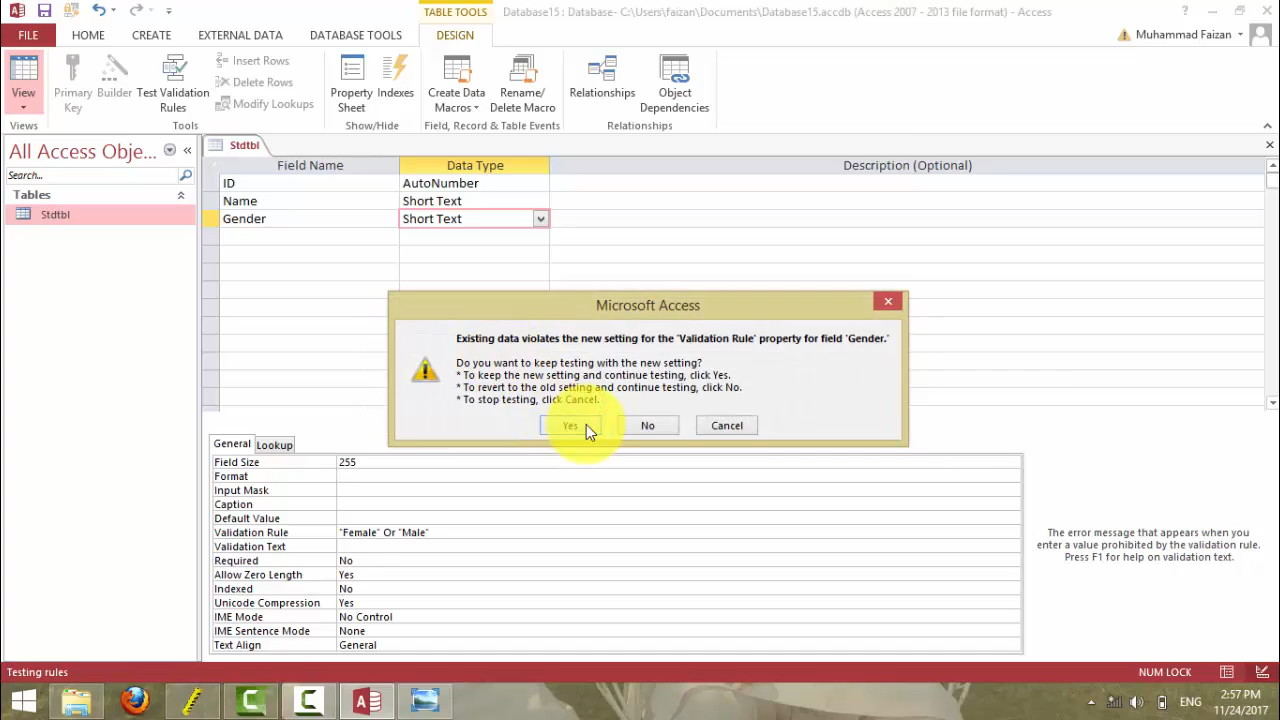 TABLE TOOLS
Database15 : Database- C:\Users\faizan\Documents\Database15.accdb (Access 2007 - 2013 file format) - Access
?
FILE
HOME
CREATE
EXTERNAL DATA
DATABASE TOOLS
DESIGN
Muhammad Faizan
View
Primary Key
Builder
Test Validation Rules
Insert Rows
Delete Rows
Modify Lookups
Property Sheet
Indexes
Create Data Macros
Rename/ Delete Macro
Relationships
Object Dependencies
Views
Tools
Show/Hide
Field, Record & Table Events
Relationships
All Access Obje...
Search...
Tables
Stdtbl
Stdtbl
Field Name
Data Type
Description (Optional)
ID
AutoNumber
Name
Short Text
Gender
Short Text
Microsoft Access
Existing data violates the new setting for the 'Validation Rule' property for field 'Gender.'
Do you want to keep testing with the new setting?
* To keep the new setting and continue testing, click Yes.
* To revert to the old setting and continue testing, click No.
* To stop testing, click Cancel.
Yes
No
Cancel
General
Lookup
Field Size 255
Format
Input Mask
Caption
Default Value
Validation Rule "Female" Or "Male"
Validation Text
Required No
Allow Zero Length Yes
Indexed No
Unicode Compression Yes
IME Mode No Control
IME Sentence Mode None
Text Align General
The error message that appears when you
enter a value prohibited by the validation rule.
Press F1 for help on validation text.
Testing rules
NUM LOCK
ENG
2:57 PM
11/24/2017